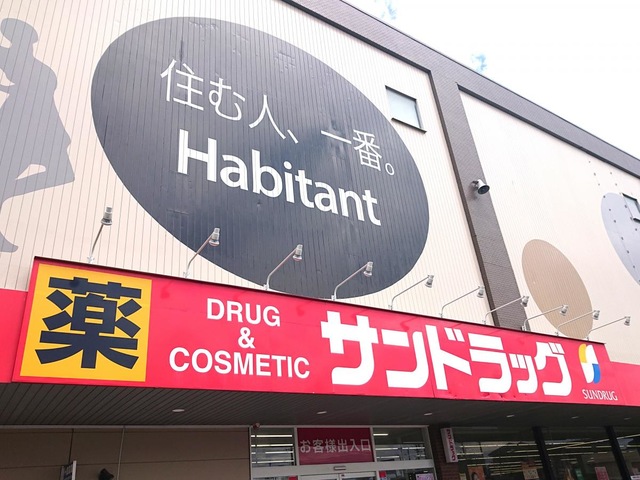 住む人、一番。
Habitant
薬
DRUG
&
COSMETIC
サンドラッグ
SUNDRUG
お客様出入口